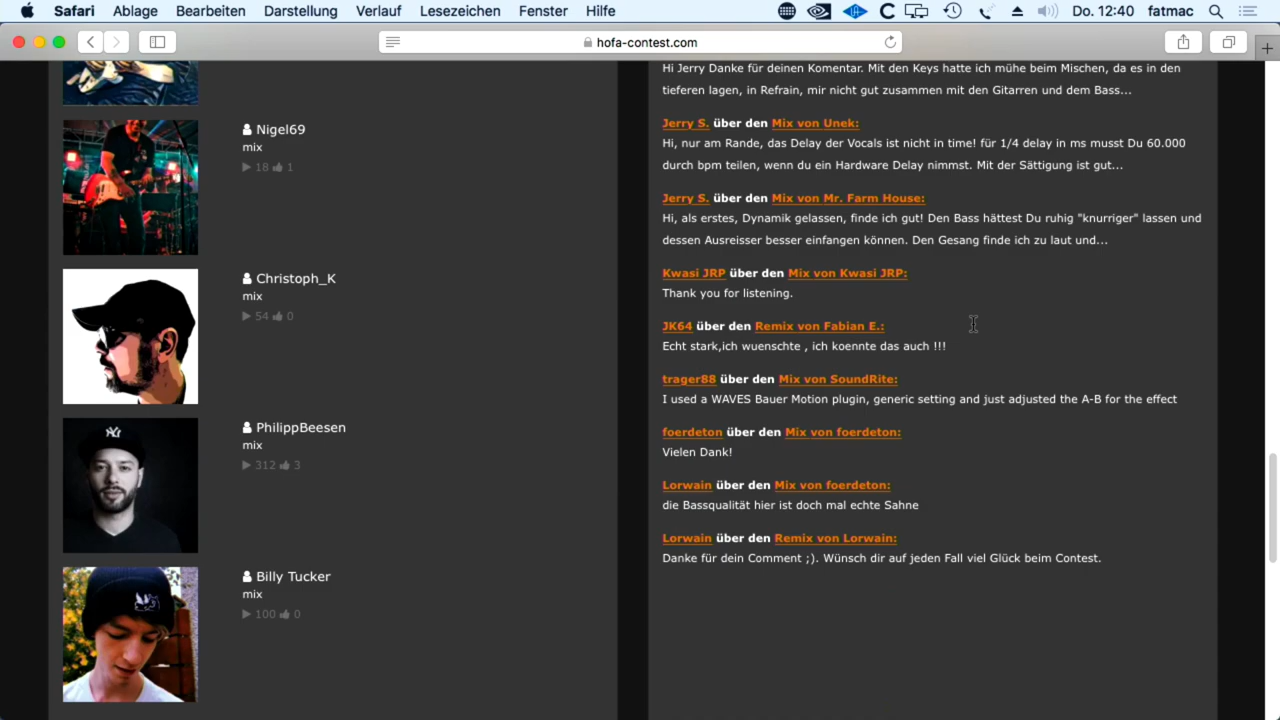 Safari Ablage Bearbeiten Darstellung Verlauf Lesezeichen Fenster Hilfe Do. 12:40 fatmac
hofa-contest.com
Nigel69
mix
18 1
Christoph_K
mix
54 0
PhilippBeesen
mix
312 3
Billy Tucker
mix
100 0
Hi Jerry Danke für deinen Komentar. Mit den Keys hatte ich mühe beim Mischen, da es in den
tieferen lagen, in Refrain, mir nicht gut zusammen mit den Gitarren und dem Bass...
Jerry S. über den Mix von Unek:
Hi, nur am Rande, das Delay der Vocals ist nicht in time! für 1/4 delay in ms musst Du 60.000
durch bpm teilen, wenn du ein Hardware Delay nimmst. Mit der Sättigung ist gut...
Jerry S. über den Mix von Mr. Farm House:
Hi, als erstes, Dynamik gelassen, finde ich gut! Den Bass hättest Du ruhig "knurriger" lassen und
dessen Ausreisser besser einfangen können. Den Gesang finde ich zu laut und...
Kwasi JRP über den Mix von Kwasi JRP:
Thank you for listening.
JK64 über den Remix von Fabian E.:
Echt stark,ich wuenschte , ich koennte das auch !!!
trager88 über den Mix von SoundRite:
I used a WAVES Bauer Motion plugin, generic setting and just adjusted the A-B for the effect
foerdeton über den Mix von foerdeton:
Vielen Dank!
Lorwain über den Mix von foerdeton:
die Bassqualität hier ist doch mal echte Sahne
Lorwain über den Remix von Lorwain:
Danke für dein Comment ;). Wünsch dir auf jeden Fall viel Glück beim Contest.